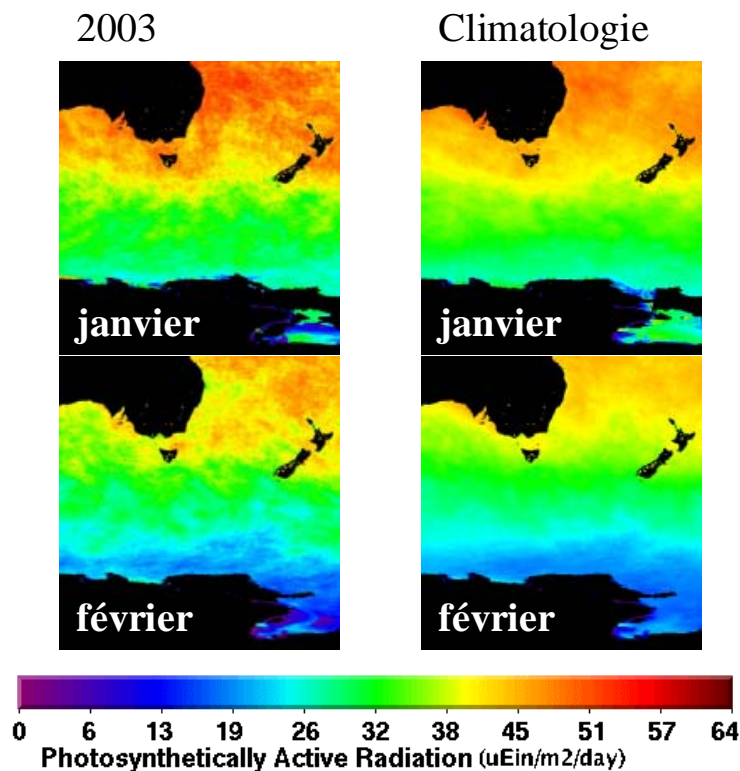 2003 Climatologie
janvier janvier
février février
0 6 13 19 26 32 38 45 51 57 64
Photosynthetically Active Radiation (uEin/m2/day)